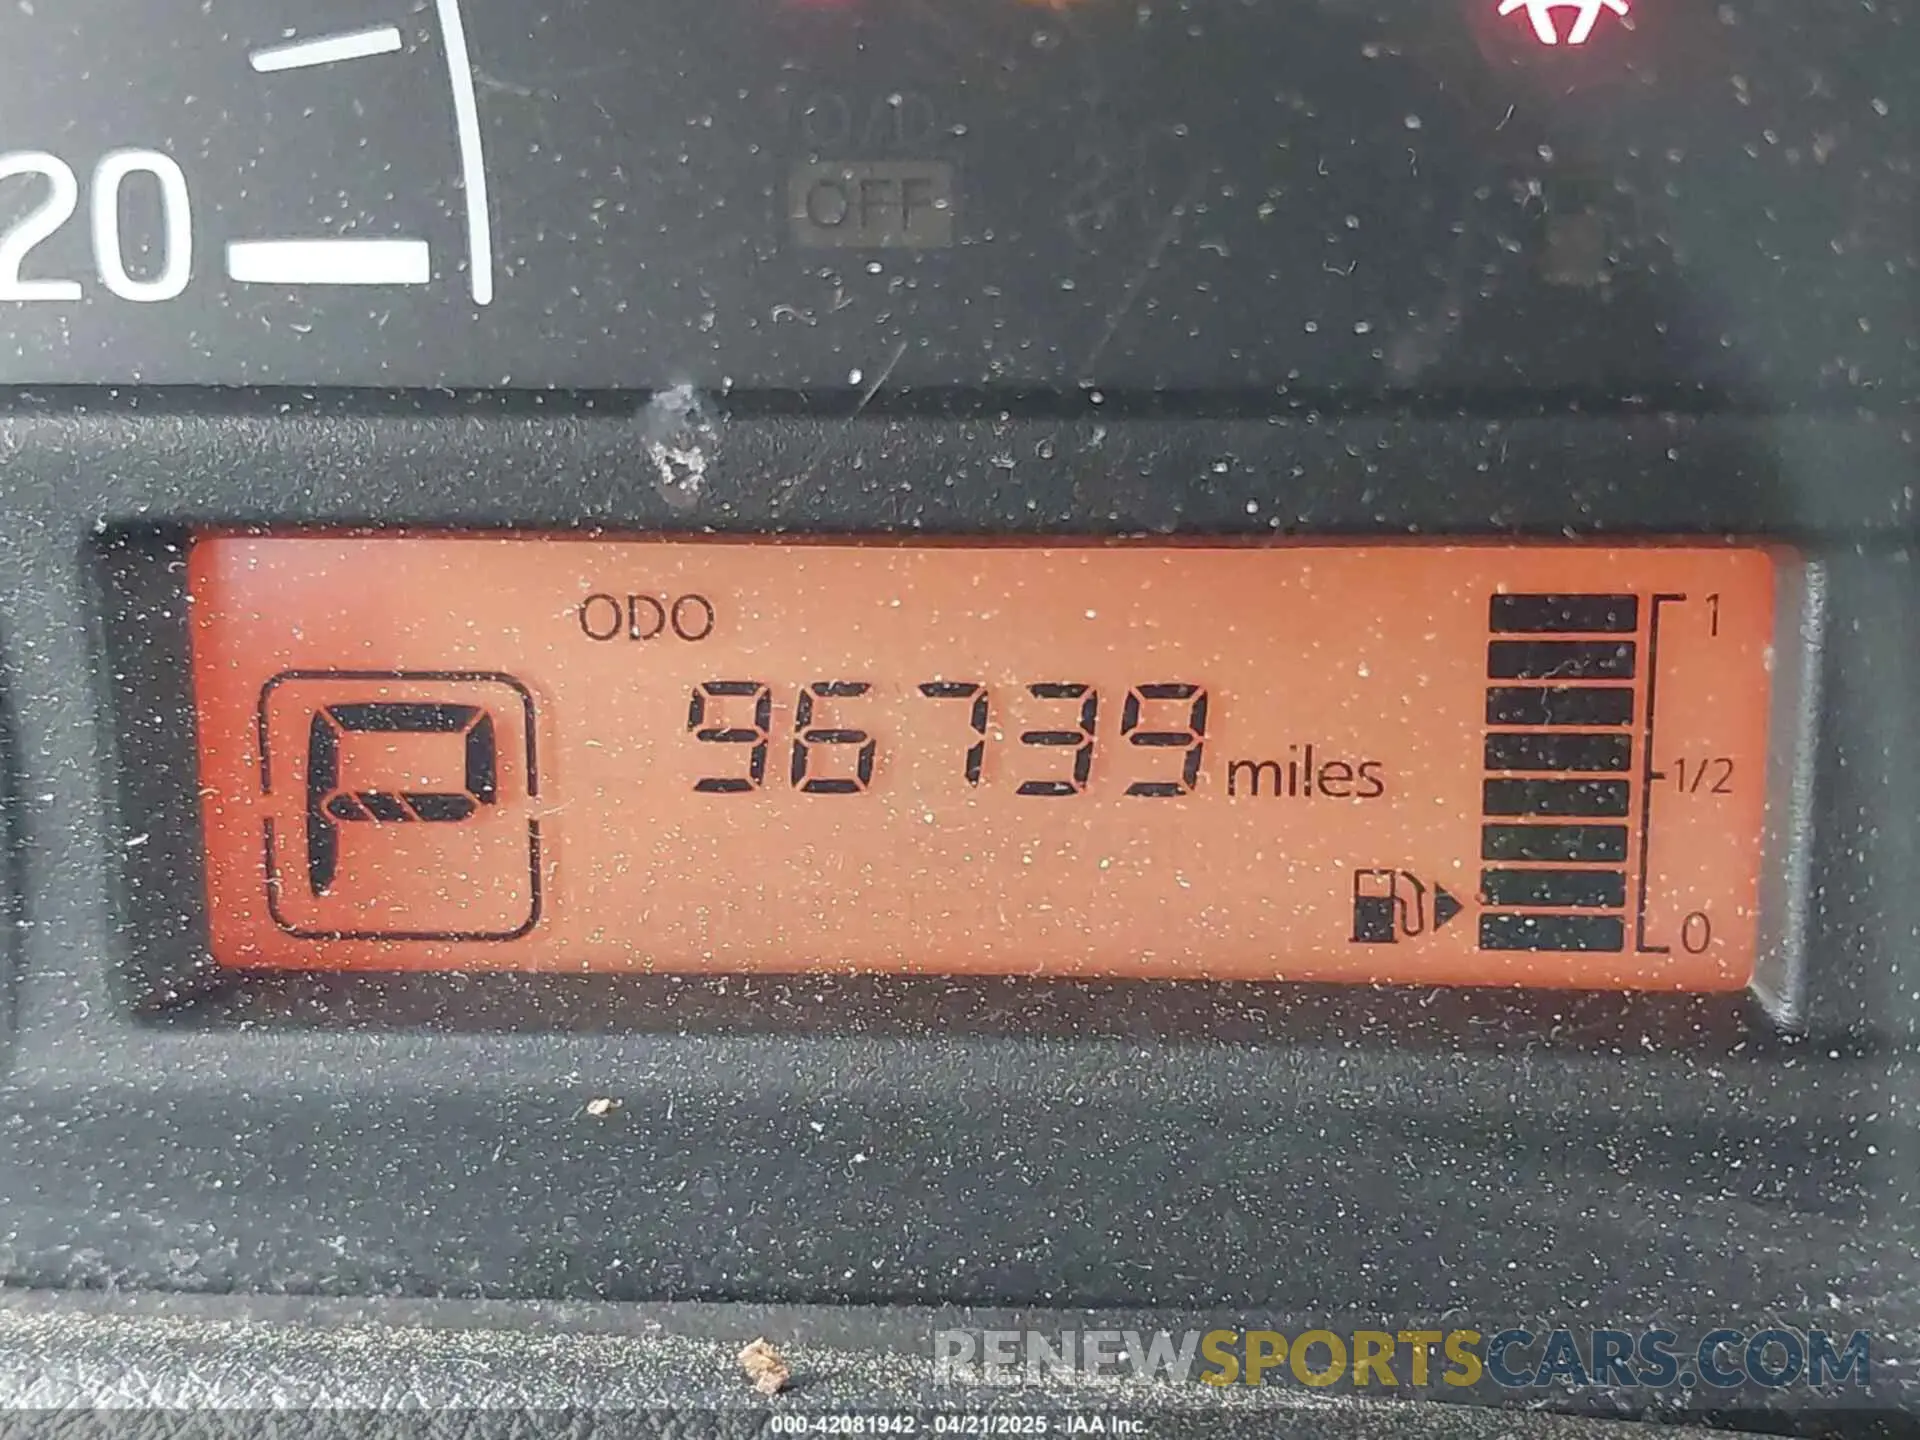 O/D
OFF
20
ODO
1
P
96739 miles
1/2
0
RENEWSPORTSCARS.COM
000-42081942 - 04/21/2025 - IAA Inc.